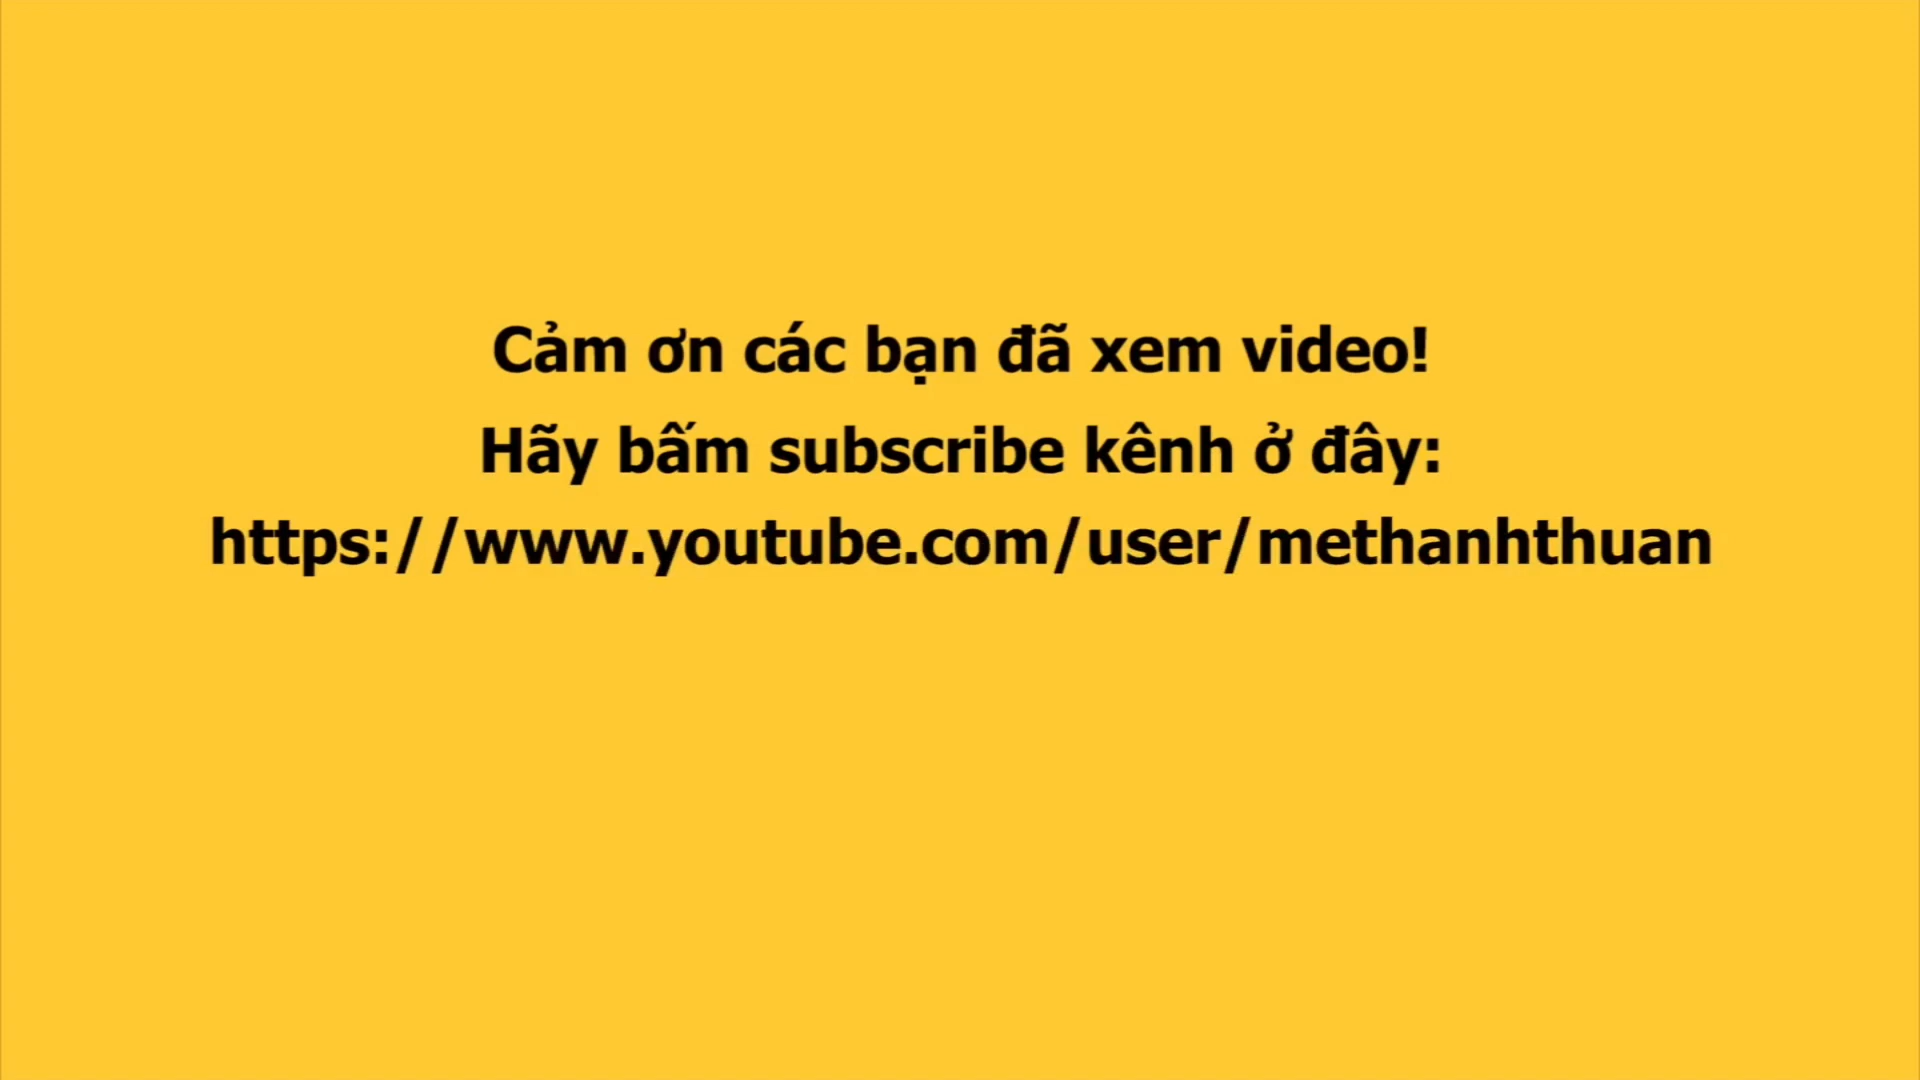 Cảm ơn các bạn đã xem video!
Hãy bấm subscribe kênh ở đây:
https://www.youtube.com/user/methanhthuan